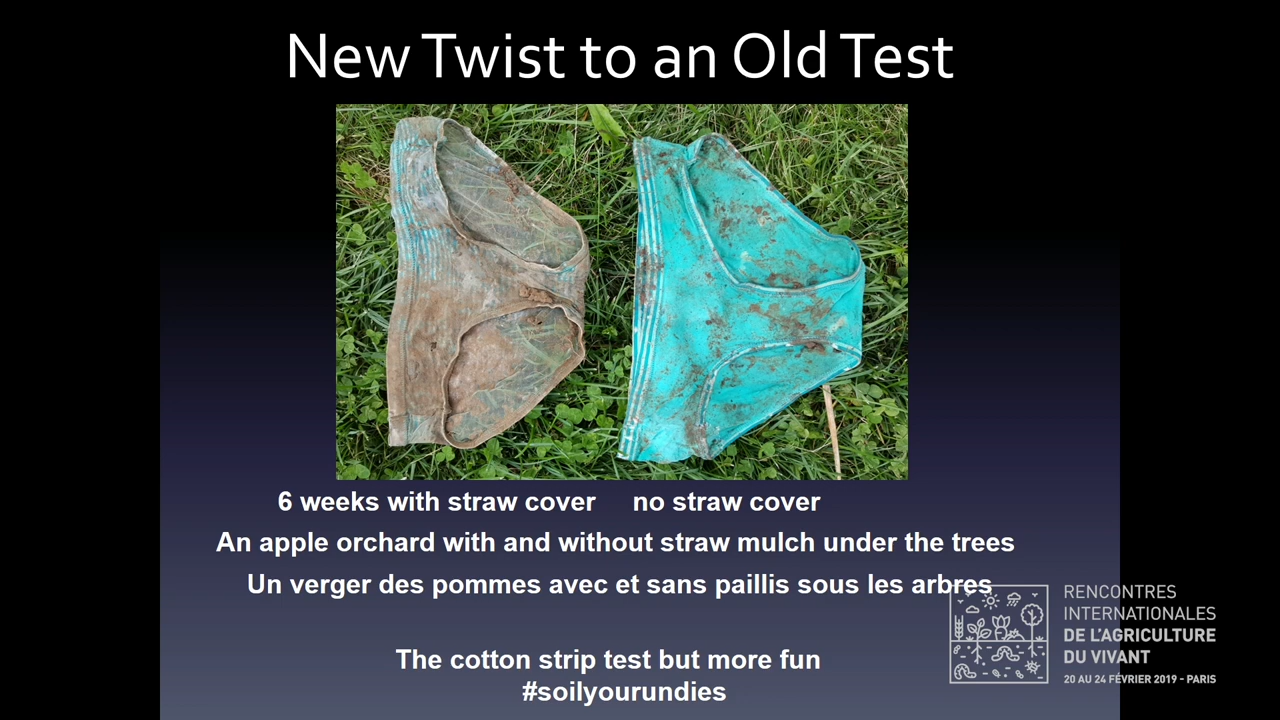 New Twist to an Old Test
6 weeks with straw cover no straw cover
An apple orchard with and without straw mulch under the trees
Un verger des pommes avec et sans paillis sous les arbres
The cotton strip test but more fun
#soilyourundies
RENCONTRES
INTERNATIONALES
DE L'AGRICULTURE
DU VIVANT
20 AU 24 FÉVRIER 2019 - PARIS